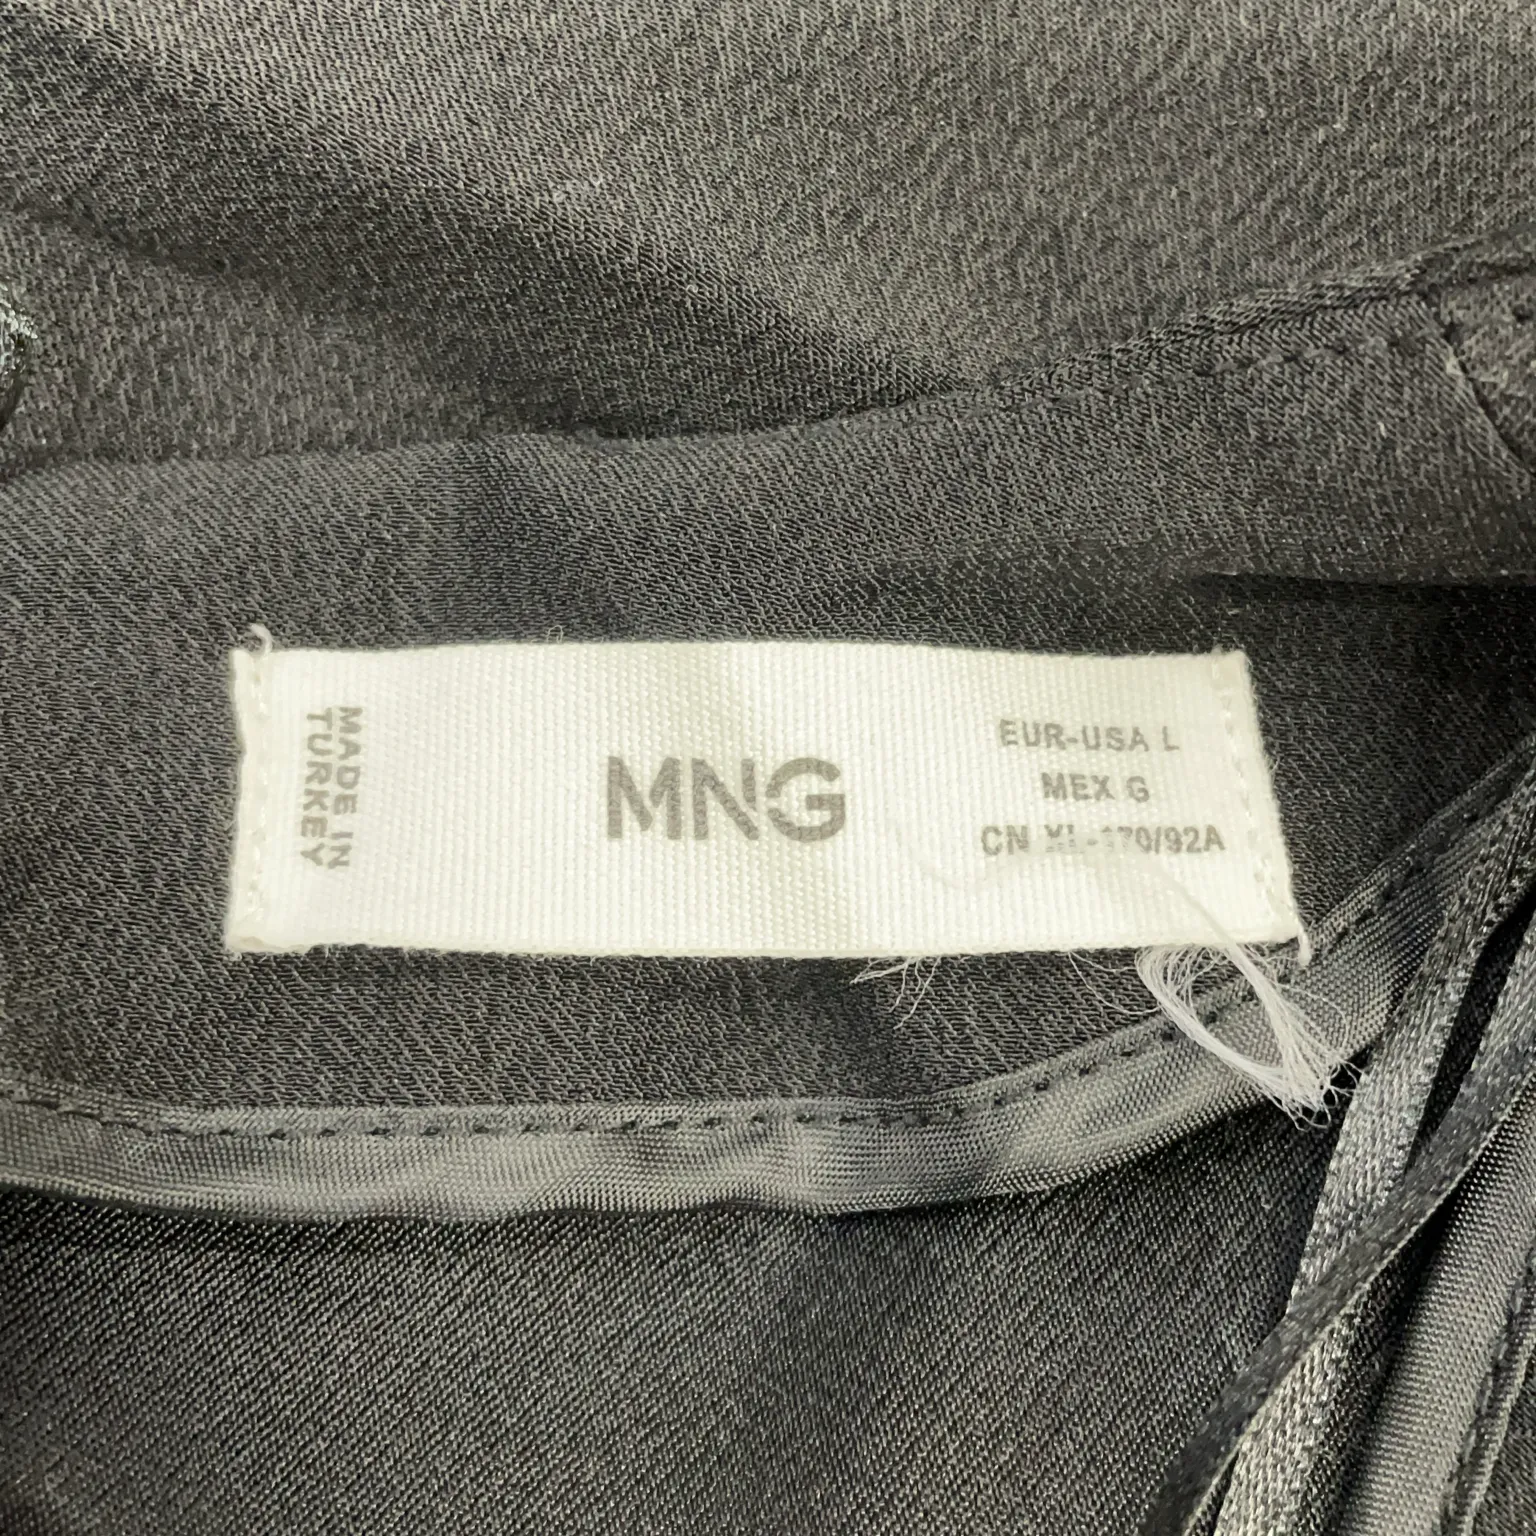 MADE IN
TURKEY
MNG
EUR-USA L
MEX G
CN XL-170/92A